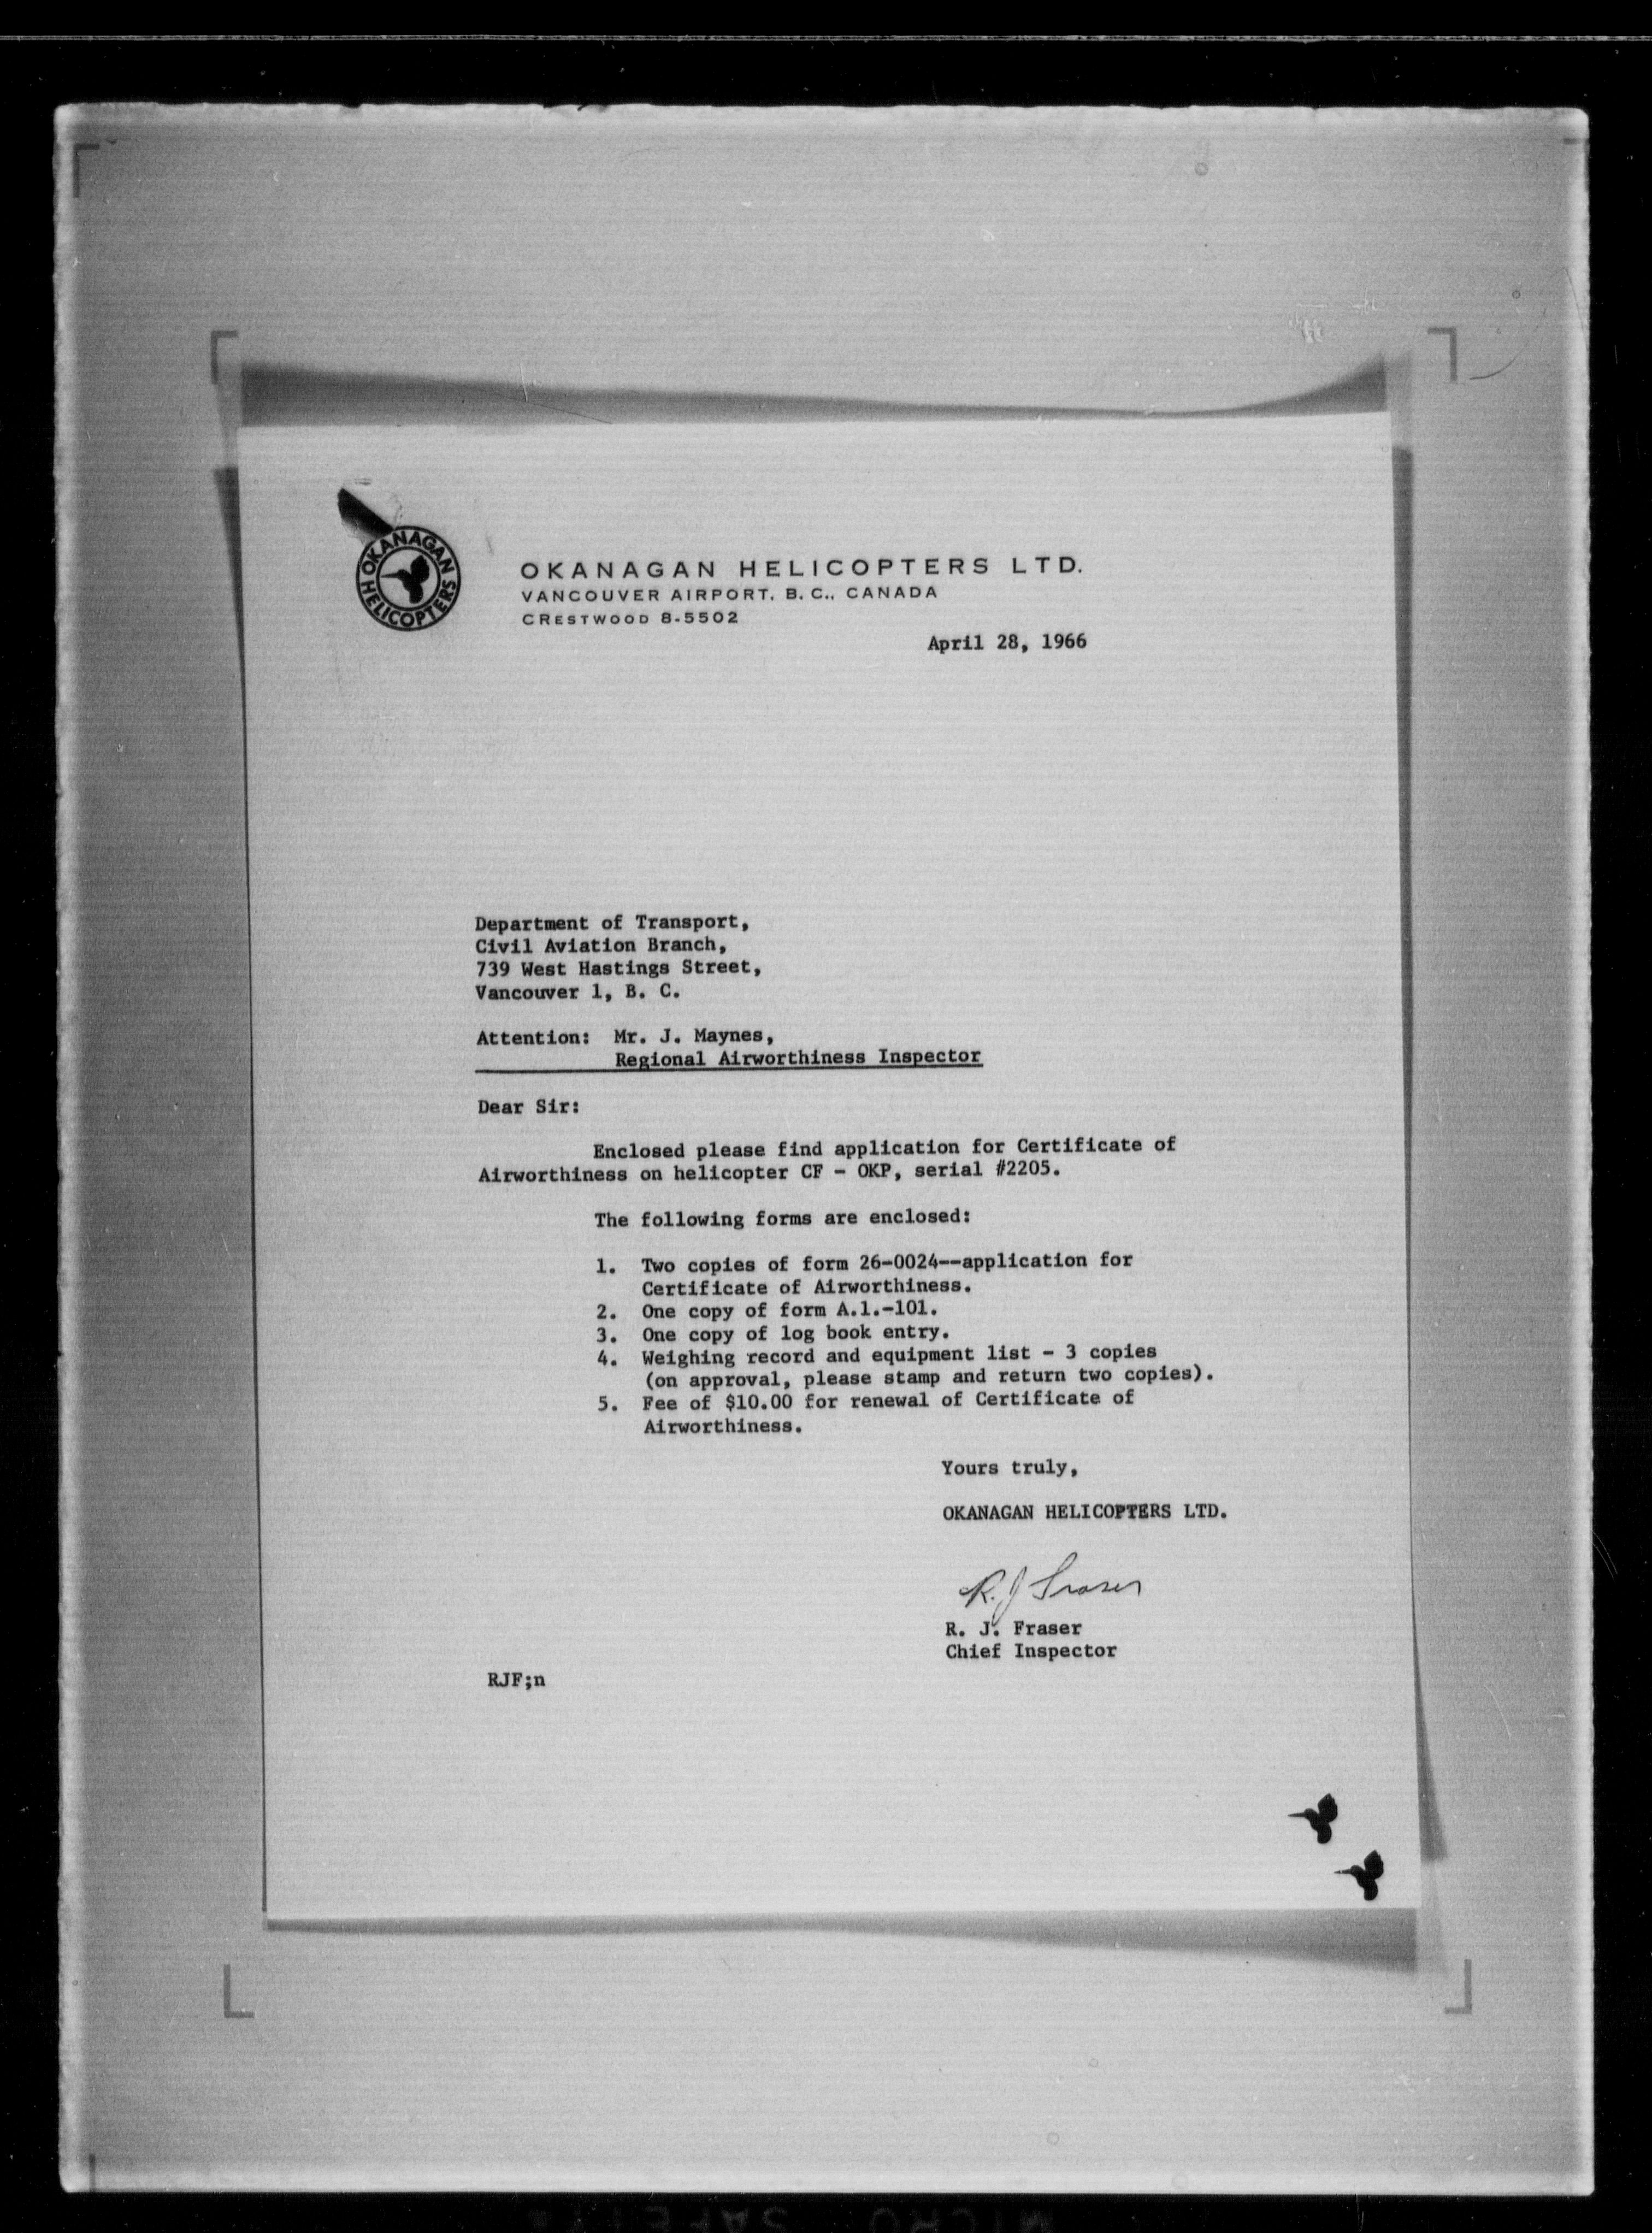 OKANAGAN HELICOPTERS
OKANAGAN HELICOPTERS LTD.
VANCOUVER AIRPORT, B. C., CANADA
CRESTWOOD 8-5502
April 28, 1966
Department of Transport,
Civil Aviation Branch,
739 West Hastings Street,
Vancouver 1, B. C.
Attention: Mr. J. Maynes,
Regional Airworthiness Inspector
Dear Sir:
Enclosed please find application for Certificate of
Airworthiness on helicopter CF - OKP, serial #2205.
The following forms are enclosed:
1. Two copies of form 26-0024--application for
Certificate of Airworthiness.
2. One copy of form A.1.-101.
3. One copy of log book entry.
4. Weighing record and equipment list - 3 copies
(on approval, please stamp and return two copies).
5. Fee of $10.00 for renewal of Certificate of
Airworthiness.
Yours truly,
OKANAGAN HELICOPTERS LTD.
R. J Fraser
R. J. Fraser
Chief Inspector
RJF;n
MICRO SAFETY